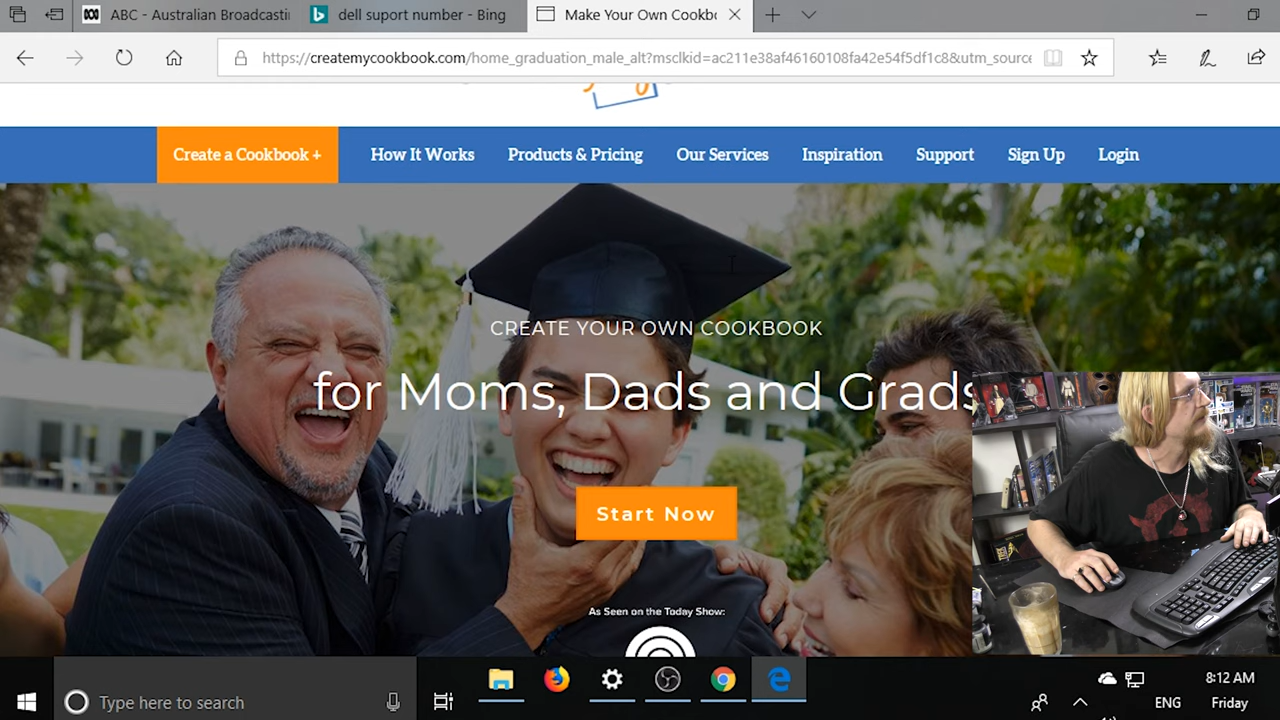 ABC - Australian Broadcasti
dell suport number - Bing
Make Your Own Cookbo
https://createmycookbook.com/home_graduation_male_alt?msclkid=ac211e38af46160108fa42e54f5df1c8&utm_source
Create a Cookbook + How It Works Products & Pricing Our Services Inspiration Support Sign Up Login
CREATE YOUR OWN COOKBOOK
for Moms, Dads and Grads
Start Now
As Seen on the Today Show:
Type here to search
8:12 AM
ENG Friday